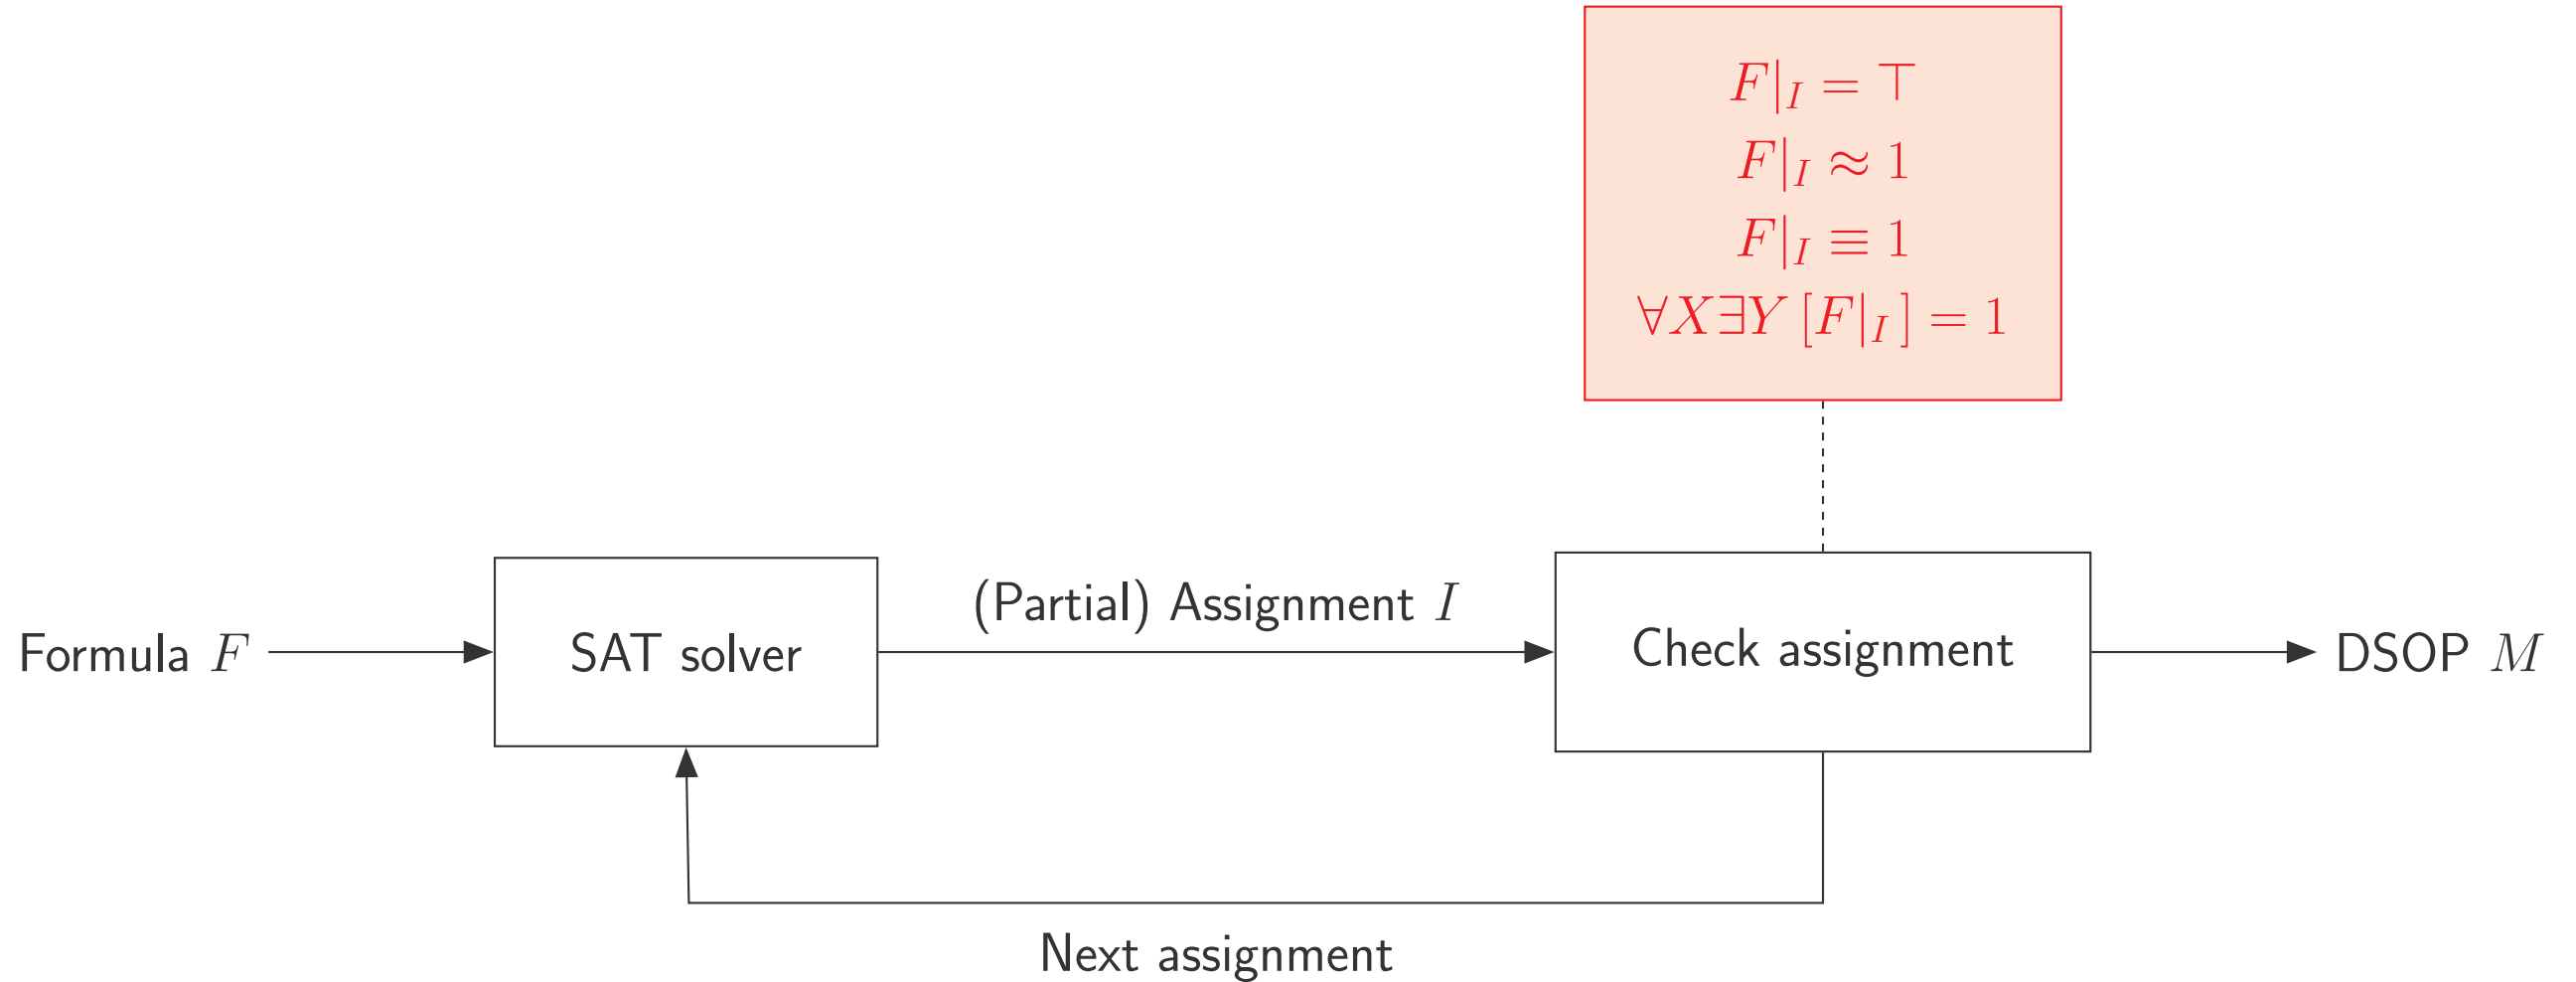 F|_I = ⊤
F|_I ≈ 1
F|_I ≡ 1
∀X∃Y [F|_I] = 1
Formula F
SAT solver
(Partial) Assignment I
Check assignment
DSOP M
Next assignment